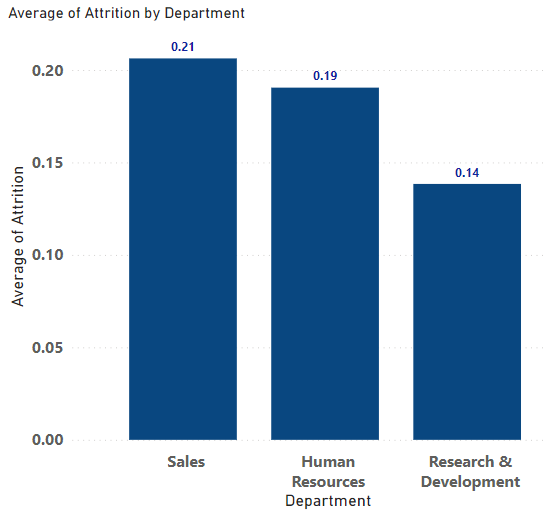 Average of Attrition by Department
0.21
0.20
0.19
0.15
0.14
0.10
0.05
0.00
Average of Attrition
Sales
Human
Resources
Research &
Development
Department